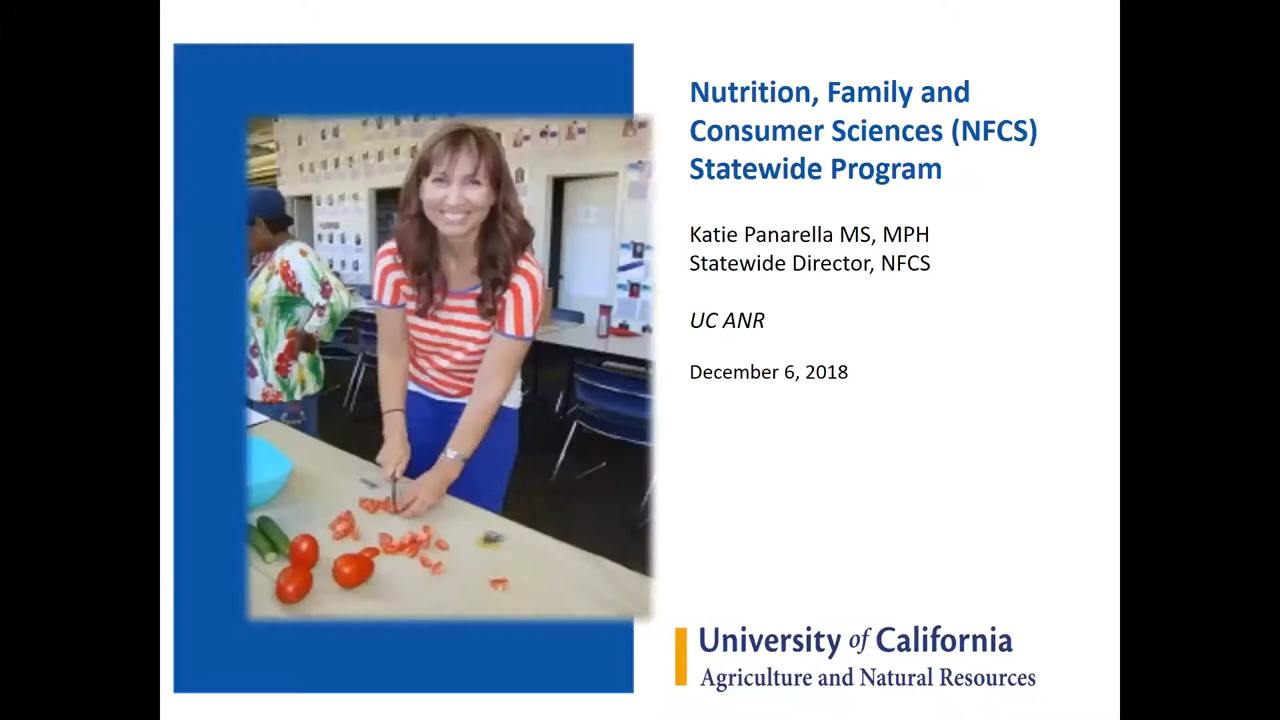 Nutrition, Family and
Consumer Sciences (NFCS)
Statewide Program
Katie Panarella MS, MPH
Statewide Director, NFCS
UC ANR
December 6, 2018
University of California
Agriculture and Natural Resources